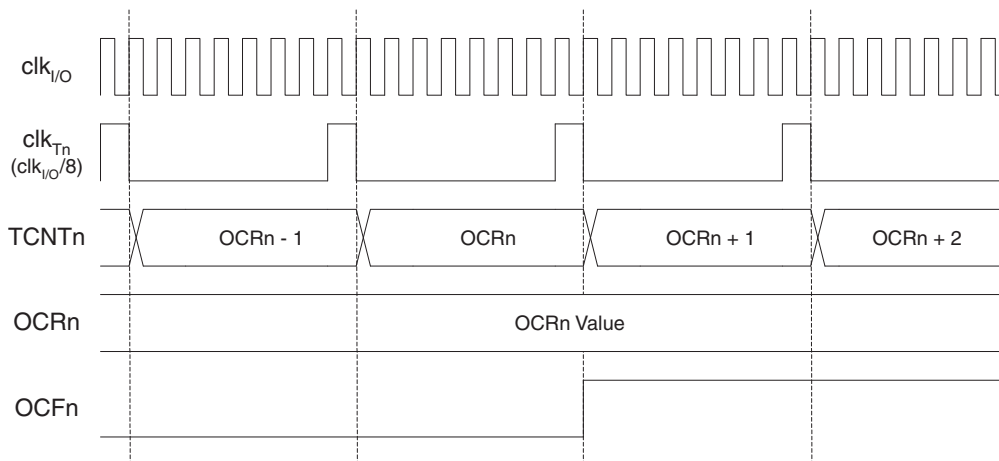 clkI/O
clkTn
(clkI/O/8)
TCNTn
OCRn - 1
OCRn
OCRn + 1
OCRn + 2
OCRn
OCRn Value
OCFn